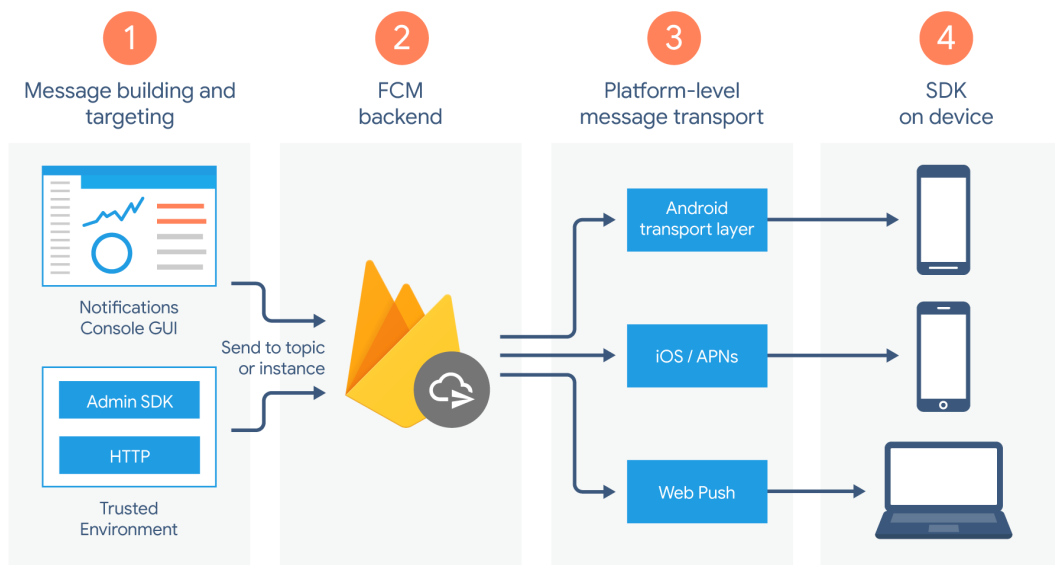 1
Message building and
targeting
2
FCM
backend
3
Platform-level
message transport
4
SDK
on device
Notifications
Console GUI
Admin SDK
HTTP
Trusted
Environment
Send to topic
or instance
Android
transport layer
iOS / APNs
Web Push